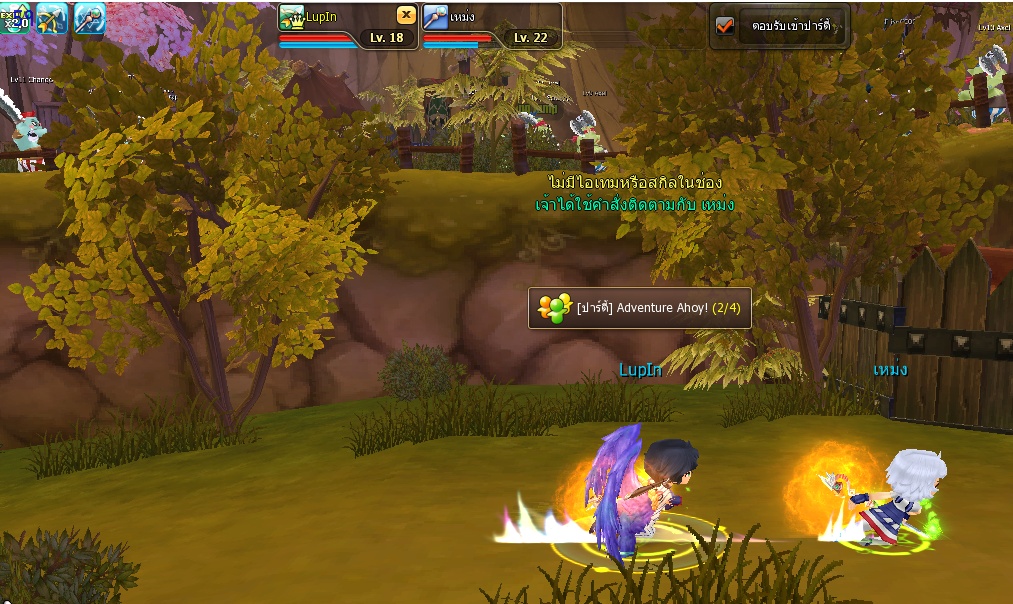 x2.0
LupIn
Lv. 18
เหม่ง
Lv. 22
ตอบรับเข้าปาร์ตี้
ไม่มีไอเทมหรือสกิลในช่อง
เจ้าได้ใช้คำสั่งติดตามกับ เหม่ง
[ปาร์ตี้] Adventure Ahoy! (2/4)
LupIn
เหม่ง